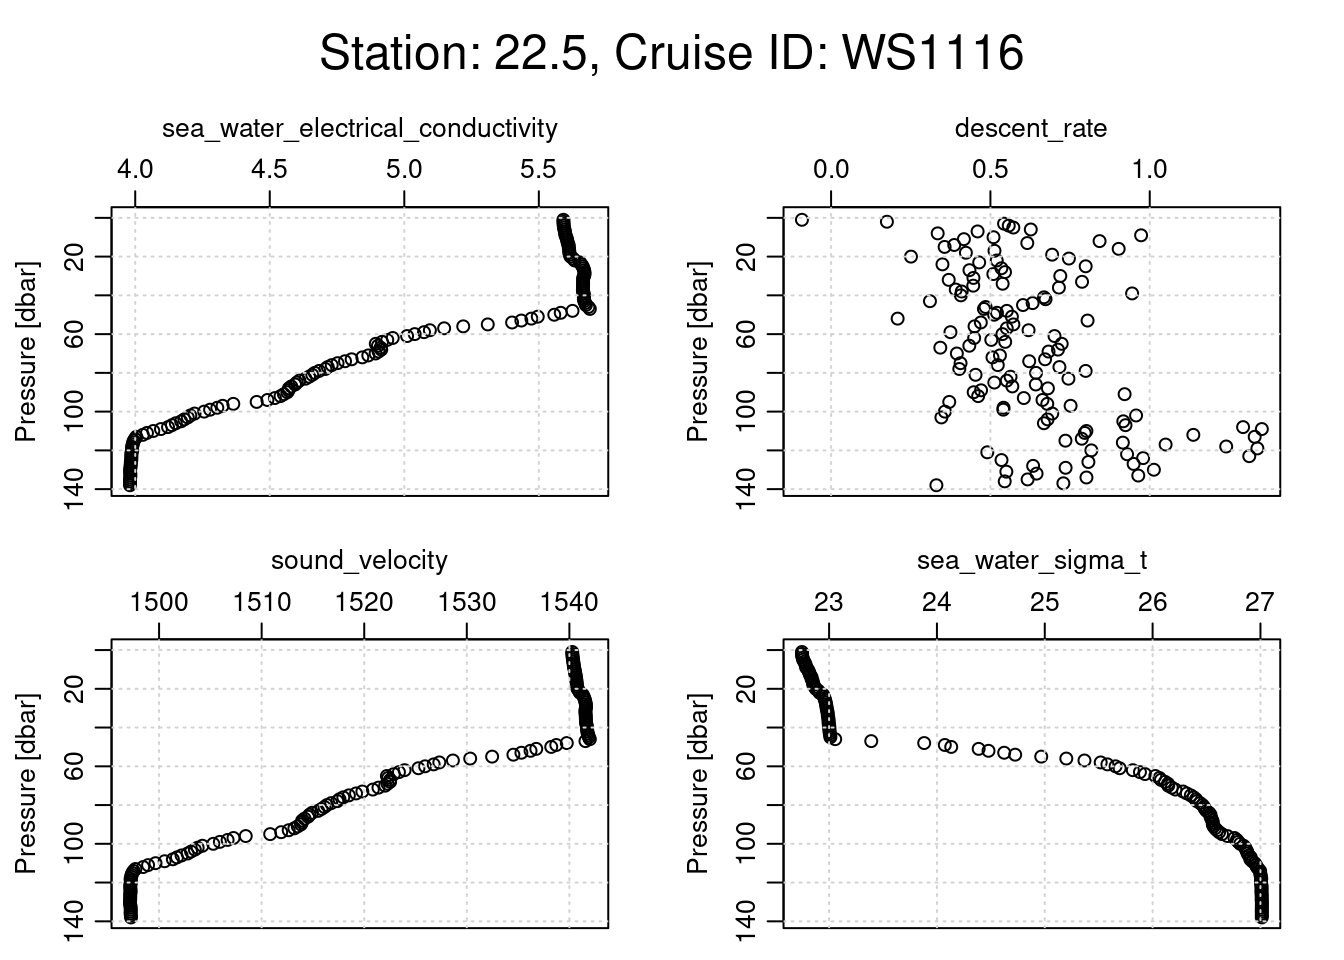 Station: 22.5, Cruise ID: WS1116
sea_water_electrical_conductivity
4.0 4.5 5.0 5.5
Pressure [dbar]
20
60
100
140
descent_rate
0.0 0.5 1.0
Pressure [dbar]
20
60
100
140
sound_velocity
1500 1510 1520 1530 1540
Pressure [dbar]
20
60
100
140
sea_water_sigma_t
23 24 25 26 27
Pressure [dbar]
20
60
100
140